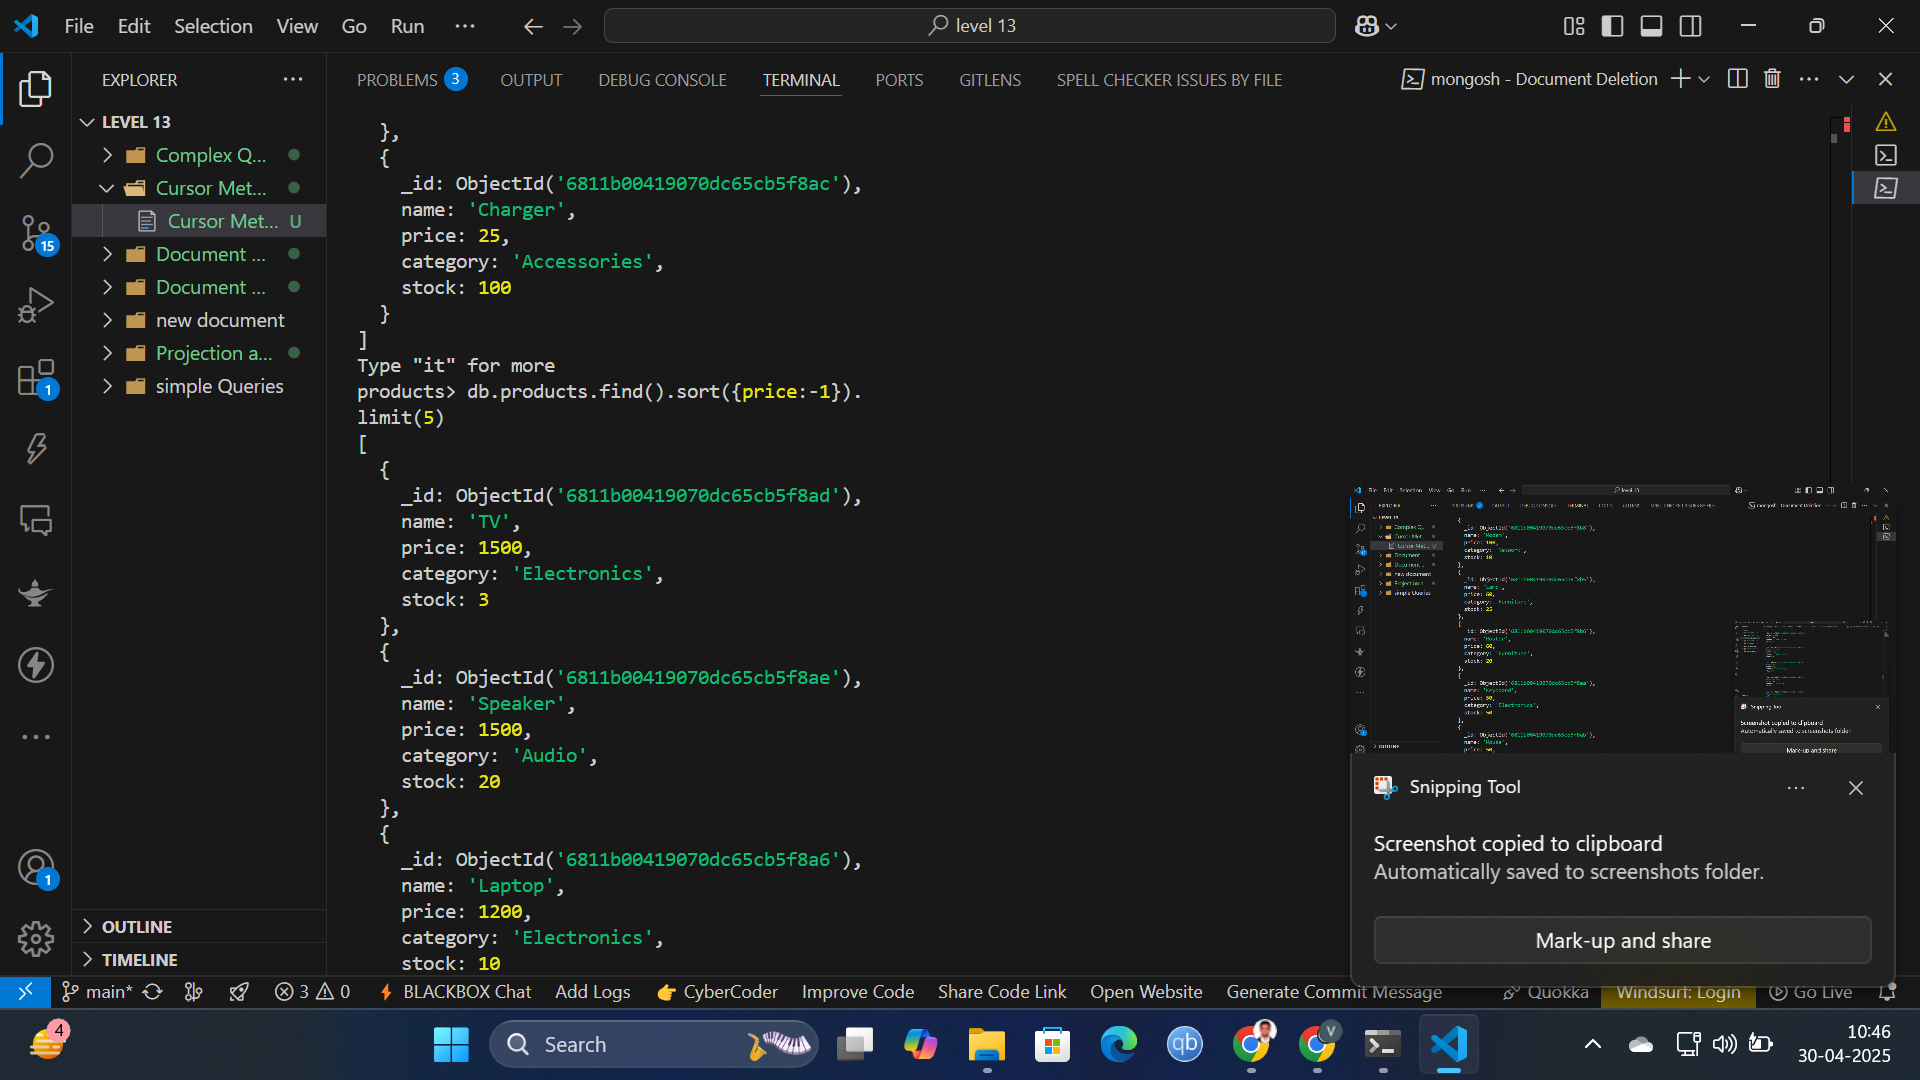 File Edit Selection View Go Run ...
level 13
EXPLORER
PROBLEMS 3 OUTPUT DEBUG CONSOLE TERMINAL PORTS GITLENS SPELL CHECKER ISSUES BY FILE
mongosh - Document Deletion
LEVEL 13
Complex Q...
Cursor Met...
Cursor Met... U
Document ...
Document ...
new document
Projection a...
simple Queries
15
1
1
OUTLINE
TIMELINE
},
{
_id: ObjectId('6811b00419070dc65cb5f8ac'),
name: 'Charger',
price: 25,
category: 'Accessories',
stock: 100
}
]
Type "it" for more
products> db.products.find().sort({price:-1}).
limit(5)
[
{
_id: ObjectId('6811b00419070dc65cb5f8ad'),
name: 'TV',
price: 1500,
category: 'Electronics',
stock: 3
},
{
_id: ObjectId('6811b00419070dc65cb5f8ae'),
name: 'Speaker',
price: 1500,
category: 'Audio',
stock: 20
},
{
_id: ObjectId('6811b00419070dc65cb5f8a6'),
name: 'Laptop',
price: 1200,
category: 'Electronics',
stock: 10
Snipping Tool
Screenshot copied to clipboard
Automatically saved to screenshots folder.
Mark-up and share
main* 3 0 BLACKBOX Chat Add Logs CyberCoder Improve Code Share Code Link Open Website Generate Commit Message Quokka Windsurf: Login Go Live
4
Search
qb
V
10:46
30-04-2025